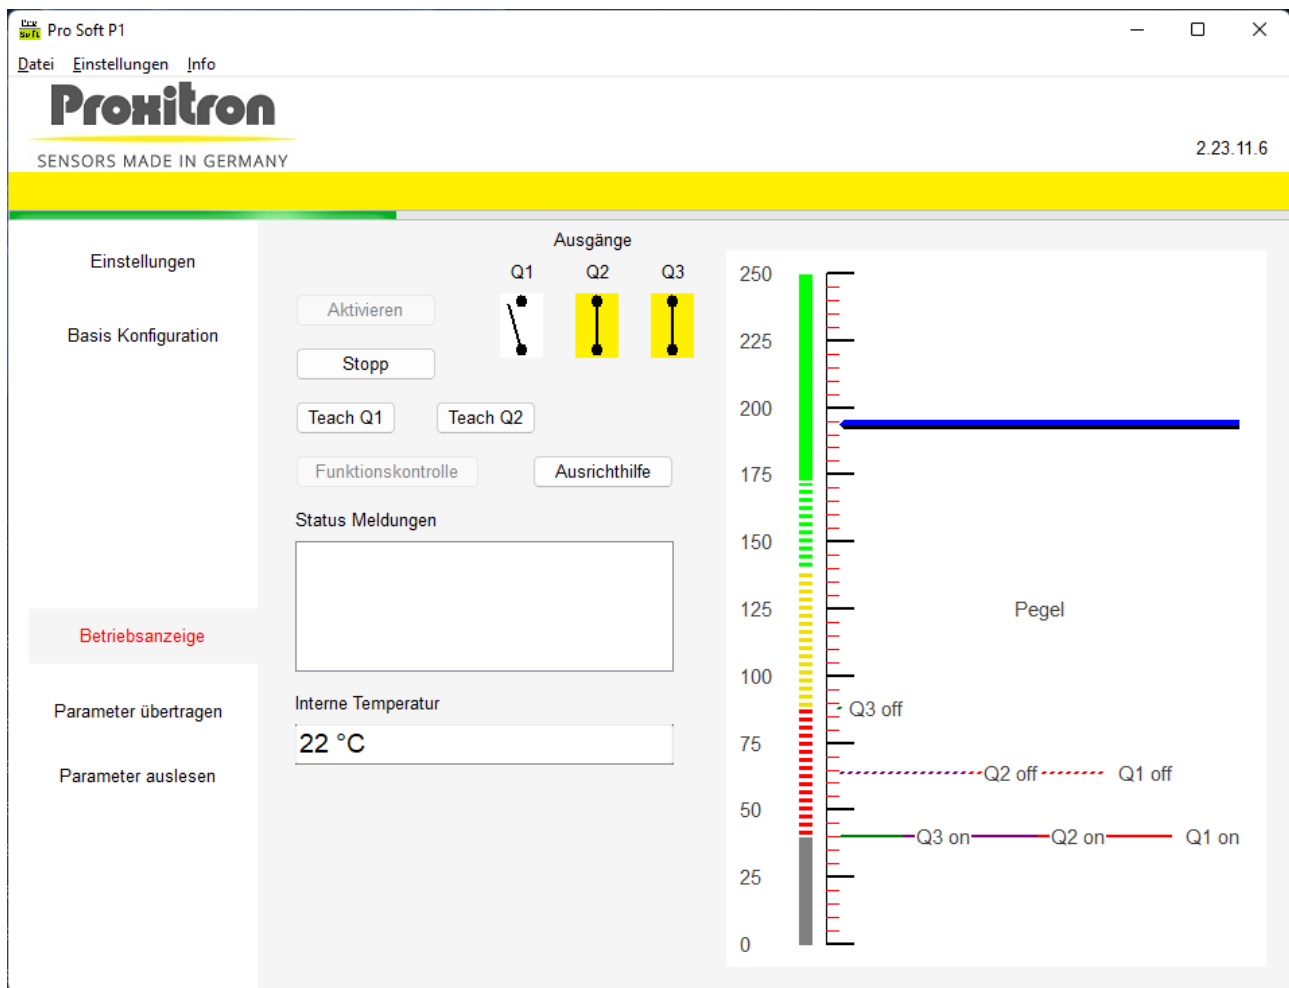 Pro Soft
Pro Soft P1
Datei Einstellungen Info
Proxitron
SENSORS MADE IN GERMANY
2.23.11.6
Einstellungen
Basis Konfiguration
Betriebsanzeige
Parameter übertragen
Parameter auslesen
Ausgänge
Q1 Q2 Q3
Aktivieren
Stopp
Teach Q1 Teach Q2
Funktionskontrolle Ausrichthilfe
Status Meldungen
Interne Temperatur
22 °C
250
225
200
175
150
125
100
75
50
25
0
Pegel
Q3 off
Q2 off Q1 off
Q3 on Q2 on Q1 on